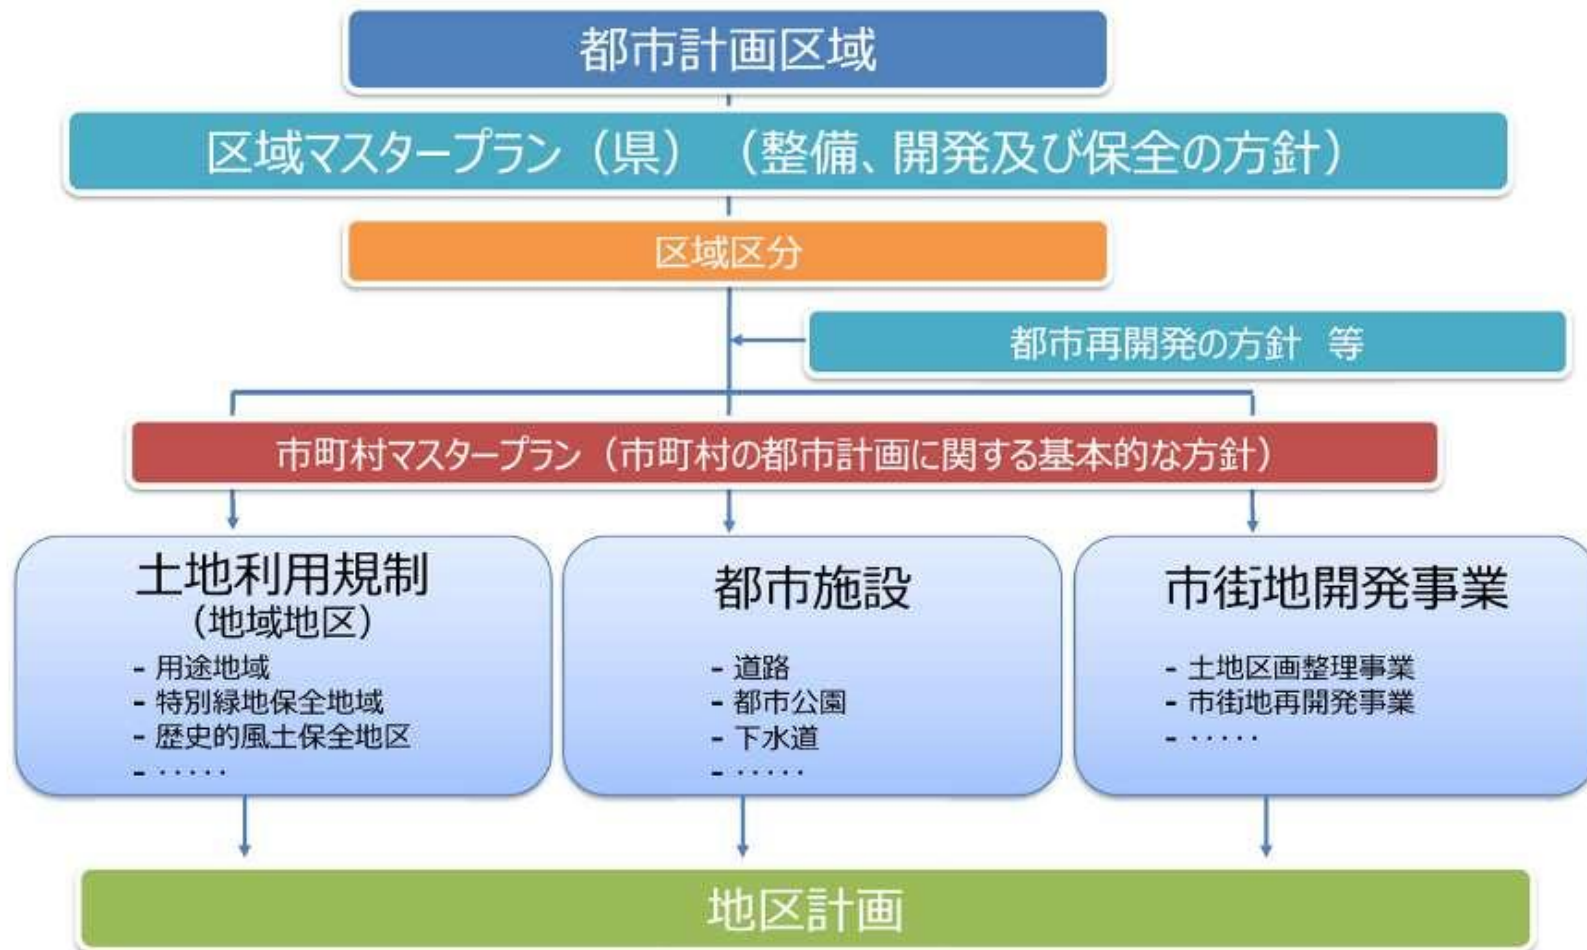 都市計画区域
区域マスタープラン（県）（整備、開発及び保全の方針）
区域区分
都市再開発の方針　等
市町村マスタープラン（市町村の都市計画に関する基本的な方針）
土地利用規制
（地域地区）
- 用途地域
- 特別緑地保全地域
- 歴史的風土保全地区
- ‥‥‥
都市施設
- 道路
- 都市公園
- 下水道
- ‥‥‥
市街地開発事業
- 土地区画整理事業
- 市街地再開発事業
- ‥‥‥
地区計画